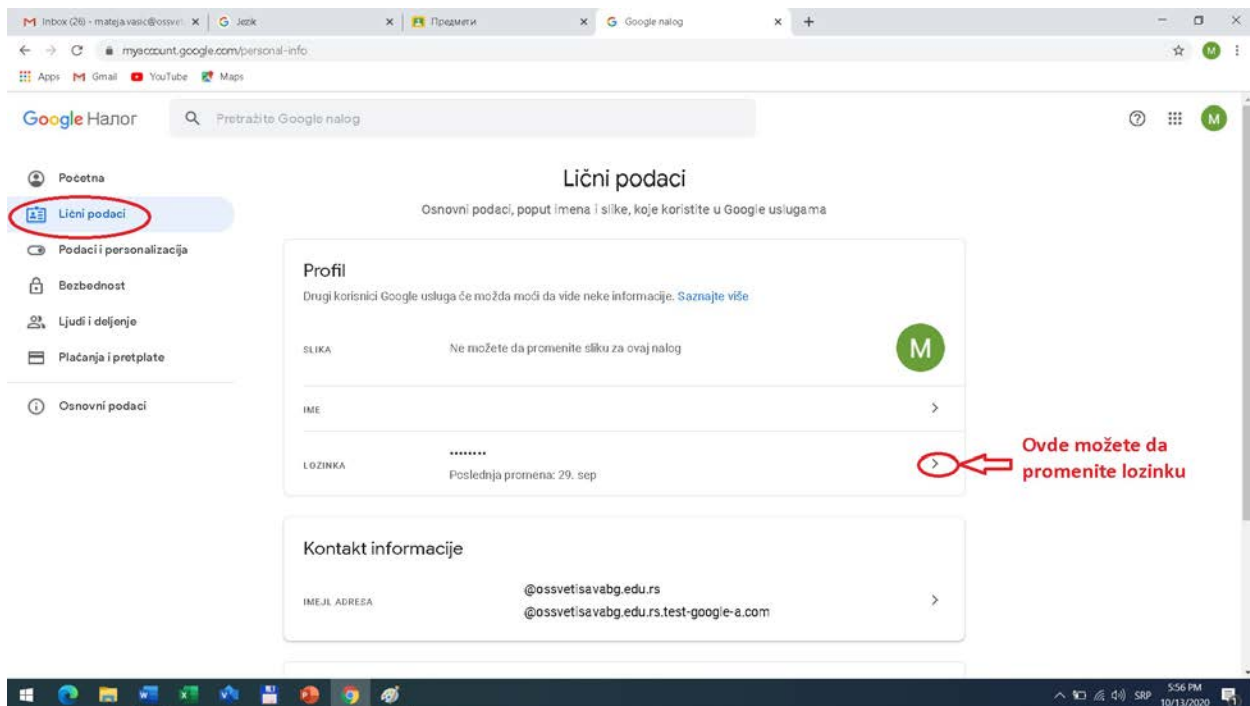 Inbox (26) - mateja.vasic@ossvet
Jezik
Предмети
Google nalog
myaccount.google.com/personal-info
M
Apps
Gmail
YouTube
Maps
Google Налог
Pretražite Google nalog
M
Početna
Lični podaci
Podaci i personalizacija
Bezbednost
Ljudi i deljenje
Plaćanja i pretplate
Osnovni podaci
Lični podaci
Osnovni podaci, poput imena i slike, koje koristite u Google uslugama
Profil
Drugi korisnici Google usluga će možda moći da vide neke informacije. Saznajte više
SLIKA
Ne možete da promenite sliku za ovaj nalog
M
IME
LOZINKA
••••••••
Poslednja promena: 29. sep
Ovde možete da
promenite lozinku
Kontakt informacije
IMEJL ADRESA
@ossvetisavabg.edu.rs
@ossvetisavabg.edu.rs.test-google-a.com
SRP
5:56 PM
10/13/2020